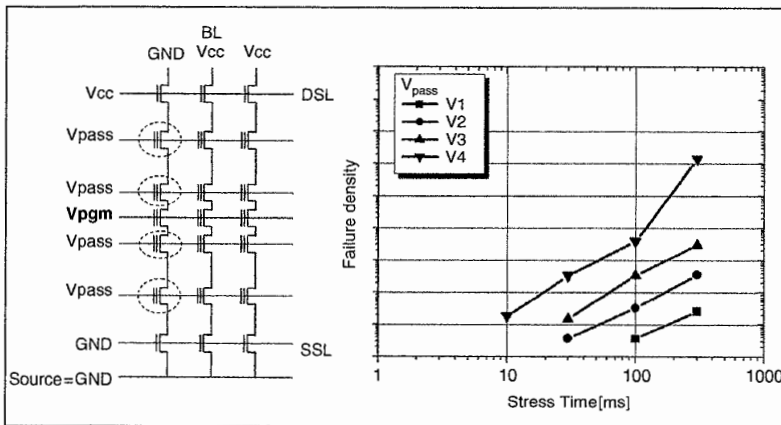 BL
GND Vcc Vcc
Vcc DSL
Vpass
Vpass
Vpgm
Vpass
Vpass
GND SSL
Source=GND
Failure density
Vpass
V1
V2
V3
V4
1 10 100 1000
Stress Time[ms]